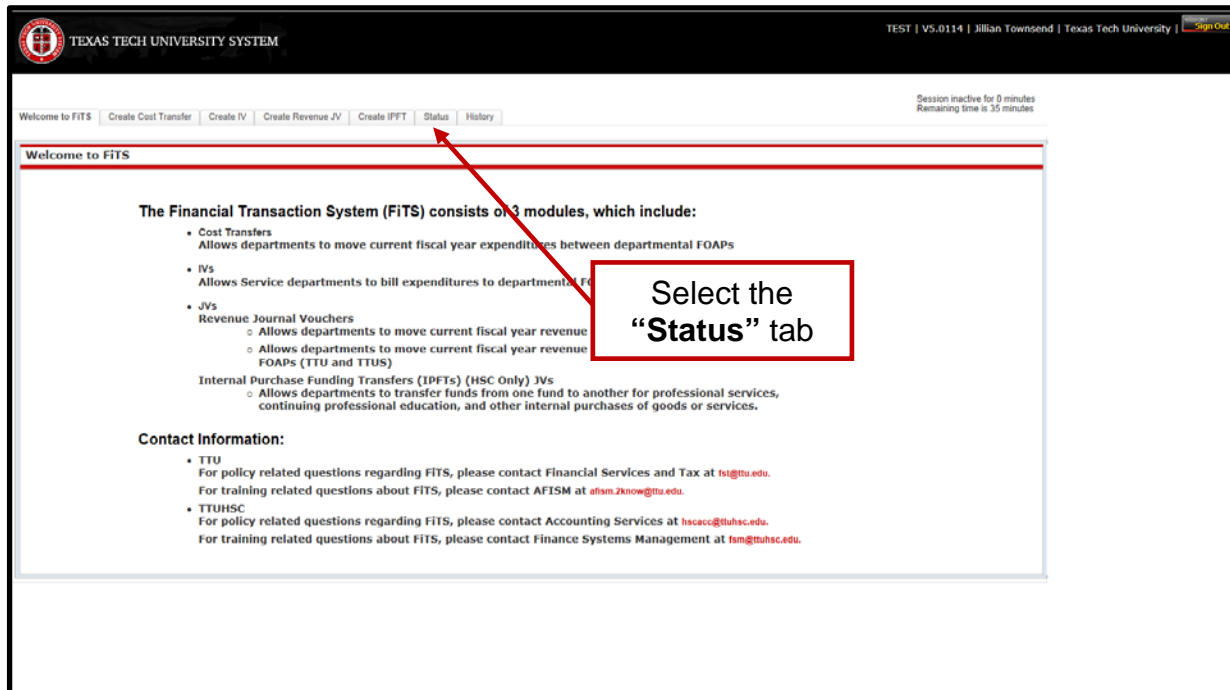 TEXAS TECH UNIVERSITY SYSTEM
TEST | V5.0114 | Jillian Townsend | Texas Tech University | Sign Out
Session inactive for 0 minutes
Remaining time is 35 minutes
Welcome to FiTS | Create Cost Transfer | Create IV | Create Revenue JV | Create IPFT | Status | History
Welcome to FiTS
The Financial Transaction System (FiTS) consists of 3 modules, which include:
• Cost Transfers
Allows departments to move current fiscal year expenditures between departmental FOAPs
• IVs
Allows Service departments to bill expenditures to departmental
• JVs
Revenue Journal Vouchers
o Allows departments to move current fiscal year revenue
o Allows departments to move current fiscal year revenue
FOAPs (TTU and TTUS)
Internal Purchase Funding Transfers (IPFTs) (HSC Only) JVs
o Allows departments to transfer funds from one fund to another for professional services,
continuing professional education, and other internal purchases of goods or services.
Select the
“Status” tab
Contact Information:
• TTU
For policy related questions regarding FiTS, please contact Financial Services and Tax at fst@ttu.edu.
For training related questions about FiTS, please contact AFISM at afism.2know@ttu.edu.
• TTUHSC
For policy related questions regarding FiTS, please contact Accounting Services at hscacc@ttuhsc.edu.
For training related questions about FiTS, please contact Finance Systems Management at fsm@ttuhsc.edu.